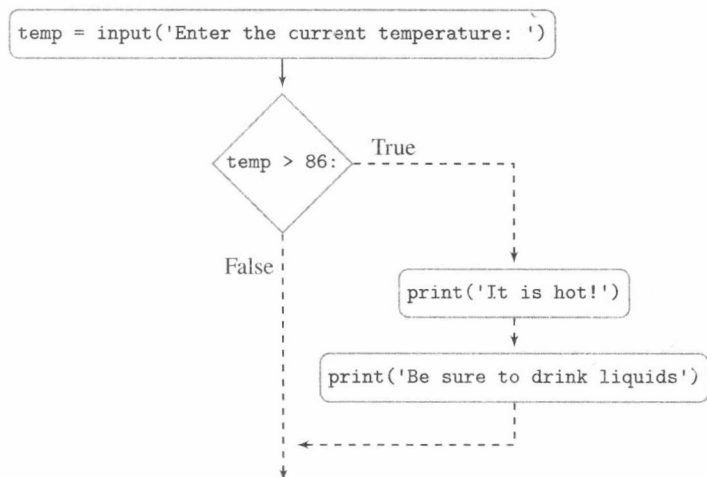 temp = input('Enter the current temperature: ')
temp > 86:
True
False
print('It is hot!')
print('Be sure to drink liquids')